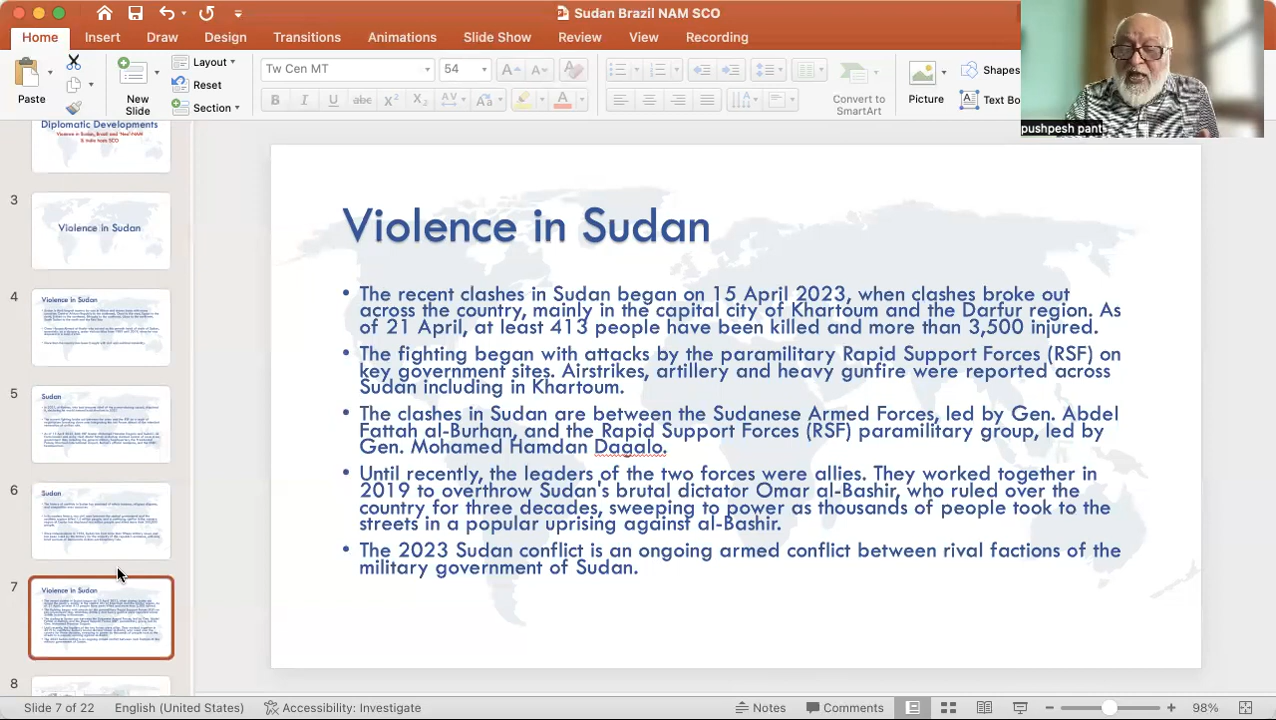 Sudan Brazil NAM SCO
Home Insert Draw Design Transitions Animations Slide Show Review View Recording
Paste
New Slide
Layout
Reset
Section
Tw Cen MT
54
Convert to SmartArt
Picture
Shapes
Text Bo
pushpesh pant
Diplomatic Developments
Violence in Sudan, Brazil and
3
Violence in Sudan
4
Violence in Sudan
5
Sudan
6
Sudan
7
Violence in Sudan
8
Violence in Sudan
• The recent clashes in Sudan began on 15 April 2023, when clashes broke out
across the country, mainly in the capital city of Khartoum and the Darfur region. As
of 21 April, at least 413 people have been killed and more than 3,500 injured.
• The fighting began with attacks by the paramilitary Rapid Support Forces (RSF) on
key government sites. Airstrikes, artillery and heavy gunfire were reported across
Sudan including in Khartoum.
• The clashes in Sudan are between the Sudanese Armed Forces, led by Gen. Abdel
Fattah al-Burhan, and the Rapid Support Forces (RSF) paramilitary group, led by
Gen. Mohamed Hamdan Dagalo.
• Until recently, the leaders of the two forces were allies. They worked together in
2019 to overthrow Sudan's brutal dictator Omar al-Bashir, who ruled over the
country for three decades, sweeping to power as thousands of people took to the
streets in a popular uprising against al-Bashir.
• The 2023 Sudan conflict is an ongoing armed conflict between rival factions of the
military government of Sudan.
Slide 7 of 22 English (United States) Accessibility: Investigate Notes Comments 98%